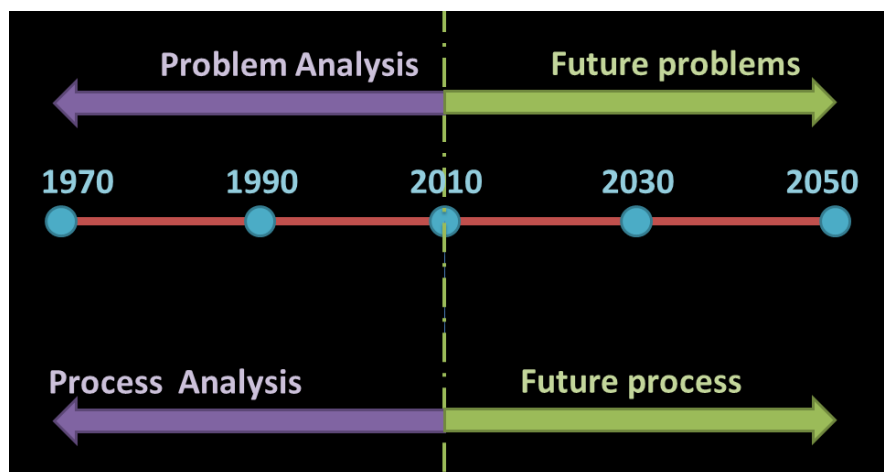 Problem Analysis
Future problems
1970 1990 2010 2030 2050
Process Analysis
Future process